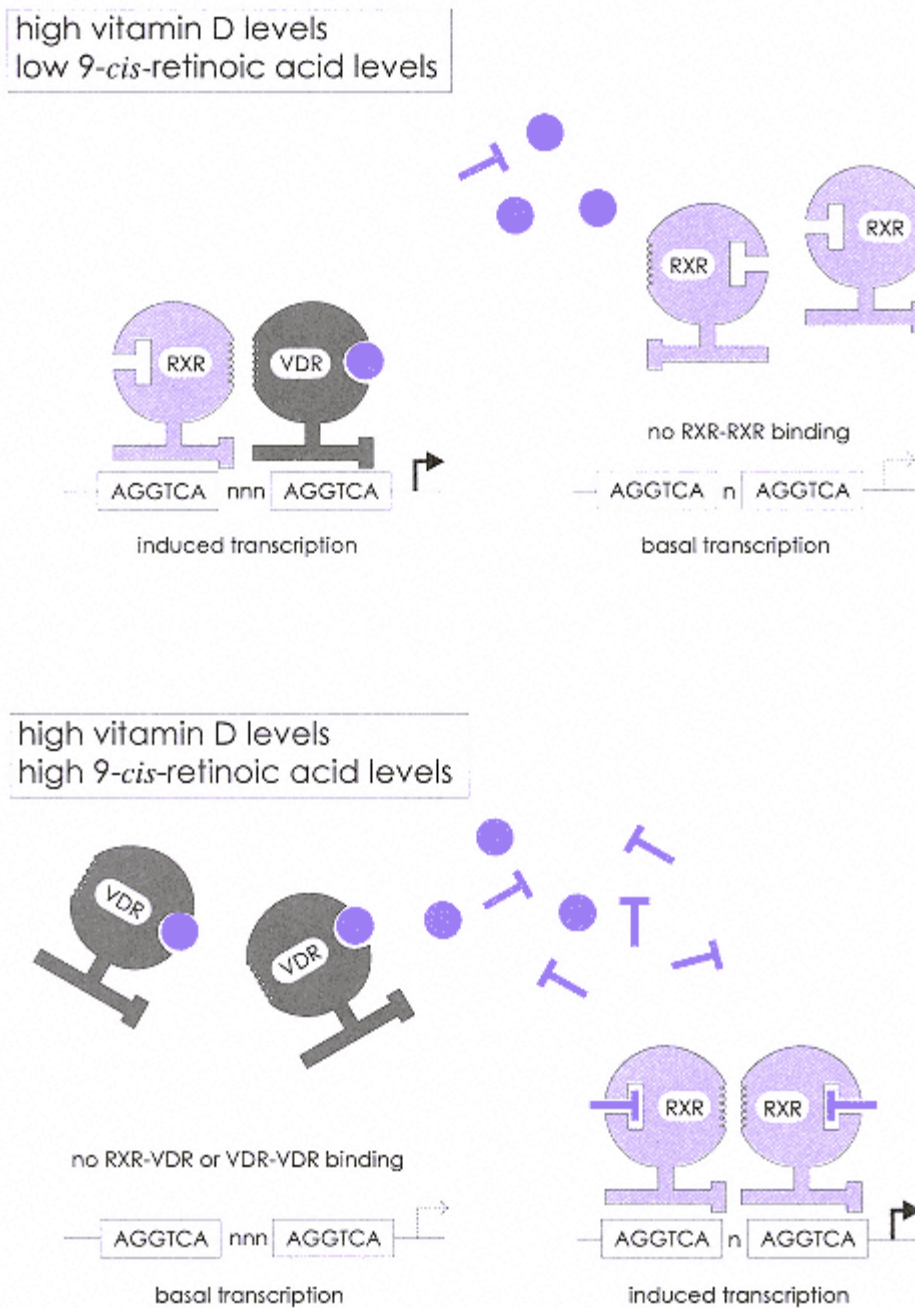 high vitamin D levels
low 9-cis-retinoic acid levels
RXR
RXR
RXR
VDR
no RXR-RXR binding
AGGTCA nnn AGGTCA
AGGTCA n AGGTCA
induced transcription
basal transcription
high vitamin D levels
high 9-cis-retinoic acid levels
VDR
VDR
RXR
RXR
no RXR-VDR or VDR-VDR binding
AGGTCA nnn AGGTCA
AGGTCA n AGGTCA
basal transcription
induced transcription